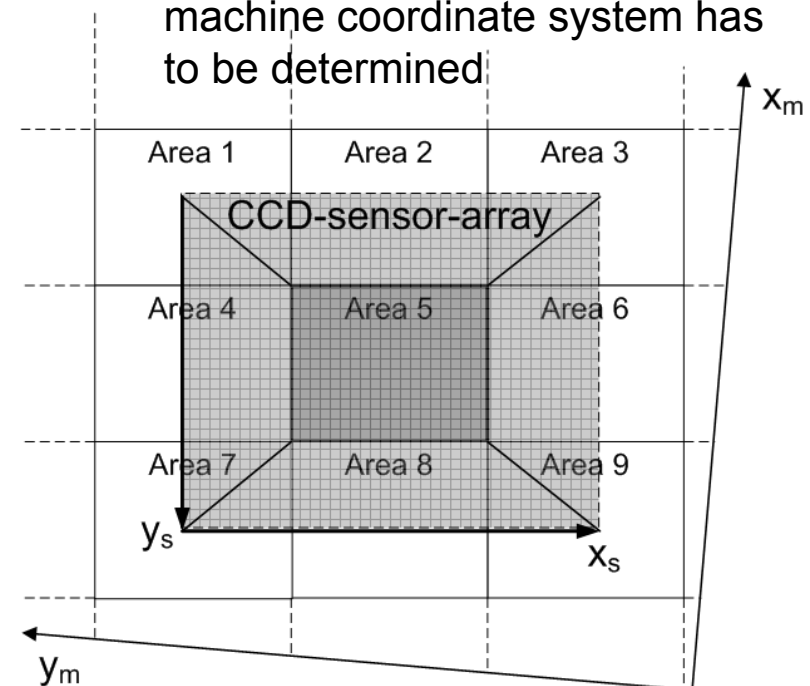 machine coordinate system has
to be determined
xm
Area 1 Area 2 Area 3
CCD-sensor-array
Area 4 Area 5 Area 6
Area 7 Area 8 Area 9
ys
xs
ym